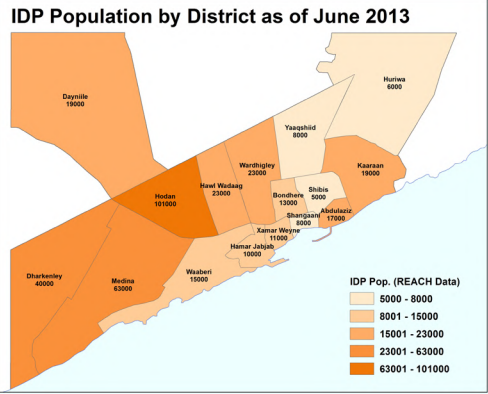 IDP Population by District as of June 2013
Huriwa
6000
Dayniile
19000
Yaaqshiid
8000
Wardhigley
23000
Kaaraan
19000
Hawl Wadaag
23000
Hodan
101000
Bondhere
13000
Shibis
5000
Shangaani
8000
Abdulaziz
17000
Xamar Weyne
11000
Hamar Jabjab
10000
Waaberi
15000
Dharkenley
40000
Medina
63000
IDP Pop. (REACH Data)
5000 - 8000
8001 - 15000
15001 - 23000
23001 - 63000
63001 - 101000